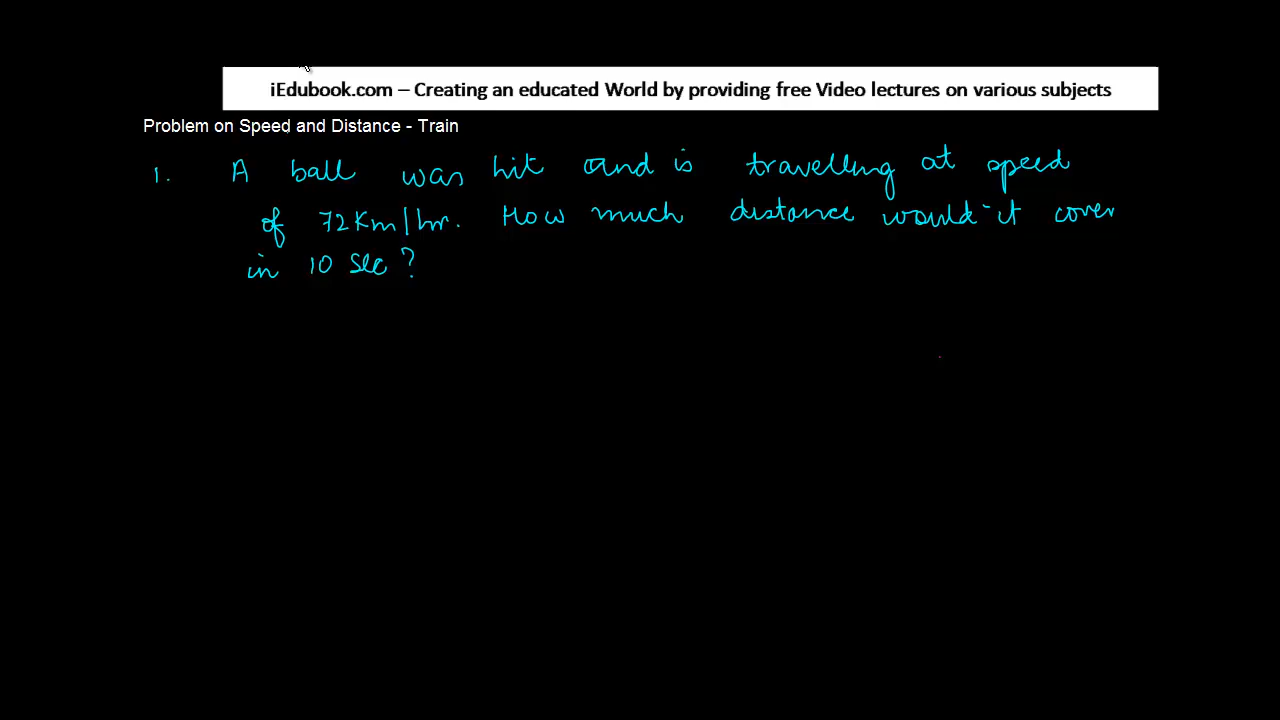 iEdubook.com – Creating an educated World by providing free Video lectures on various subjects
Problem on Speed and Distance - Train
1. A ball was hit and is travelling at speed
of 72Km/hr. How much distance would it cover
in 10 Sec?